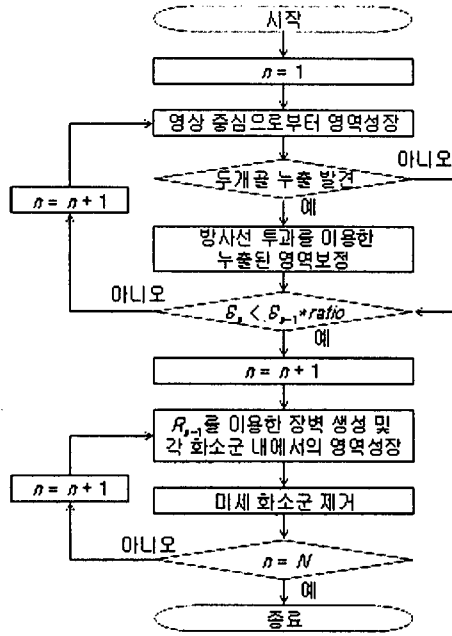 시작
n = 1
영상 중심으로부터 영역성장
두개골 누출 발견
아니오
예
n = n + 1
방사선 투과를 이용한
누출된 영역보정
아니오
Sₙ < Sₙ₋₁*ratio
예
n = n + 1
Rₙ₋₁를 이용한 장벽 생성 및
각 화소군 내에서의 영역성장
n = n + 1
미세 화소군 제거
아니오
n = N
예
종료